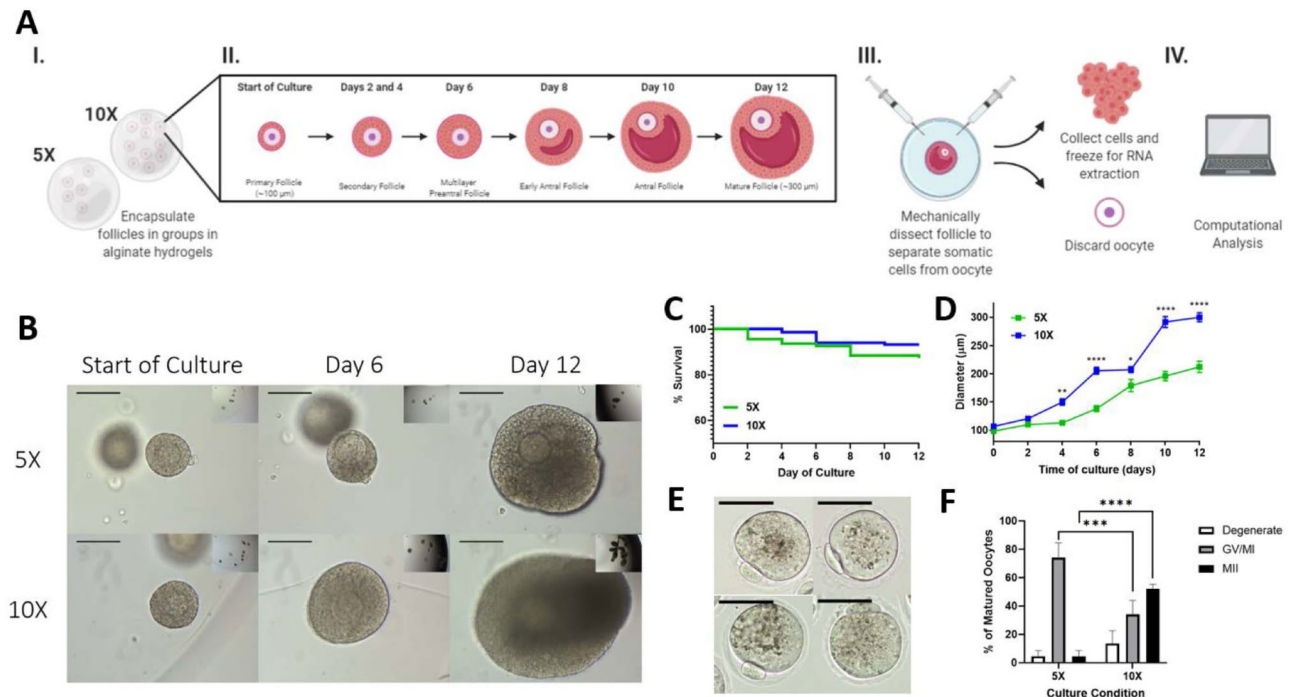 A
I.
II.
III.
IV.
10X
5X
Encapsulate
follicles in groups in
alginate hydrogels
Start of Culture
Days 2 and 4
Day 6
Day 8
Day 10
Day 12
Primary Follicle
(~100 µm)
Secondary Follicle
Multilayer
Preantral Follicle
Early Antral Follicle
Antral Follicle
Mature Follicle (~300 µm)
Mechanically
dissect follicle to
separate somatic
cells from oocyte
Collect cells and
freeze for RNA
extraction
Discard oocyte
Computational
Analysis
B
Start of Culture
Day 6
Day 12
5X
10X
C
% Survival
100
80
60
5X
10X
0 2 4 6 8 10 12
Day of Culture
D
Diameter (µm)
300
250
200
150
100
5X
10X
**
****
*
****
****
0 2 4 6 8 10 12
Time of culture (days)
E
F
****
***
% of Matured Oocytes
100
80
60
40
20
0
Degenerate
GV/MI
MII
5X 10X
Culture Condition